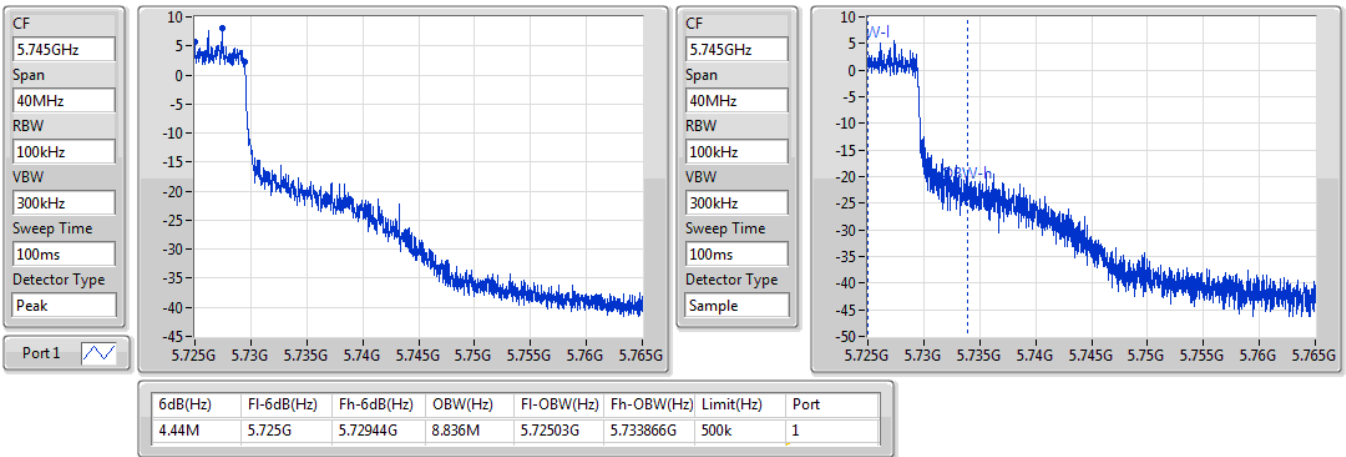 CF
5.745GHz
Span
40MHz
RBW
100kHz
VBW
300kHz
Sweep Time
100ms
Detector Type
Peak
Port 1
10
5
0
-5
-10
-15
-20
-25
-30
-35
-40
-45
5.725G 5.73G 5.735G 5.74G 5.745G 5.75G 5.755G 5.76G 5.765G
CF
5.745GHz
Span
40MHz
RBW
100kHz
VBW
300kHz
Sweep Time
100ms
Detector Type
Sample
10
5
0
-5
-10
-15
-20
-25
-30
-35
-40
-45
-50
W-l
5.725G 5.73G 5.735G 5.74G 5.745G 5.75G 5.755G 5.76G 5.765G
6dB(Hz) Fl-6dB(Hz) Fh-6dB(Hz) OBW(Hz) Fl-OBW(Hz) Fh-OBW(Hz) Limit(Hz) Port
4.44M 5.725G 5.72944G 8.836M 5.72503G 5.733866G 500k 1